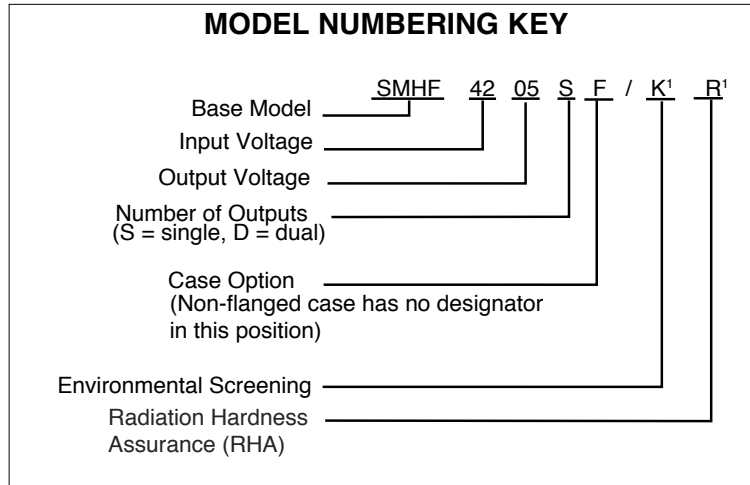 MODEL NUMBERING KEY
SMHF 42 05 S F / K¹ R¹
Base Model
Input Voltage
Output Voltage
Number of Outputs
(S = single, D = dual)
Case Option
(Non-flanged case has no designator
in this position)
Environmental Screening
Radiation Hardness
Assurance (RHA)